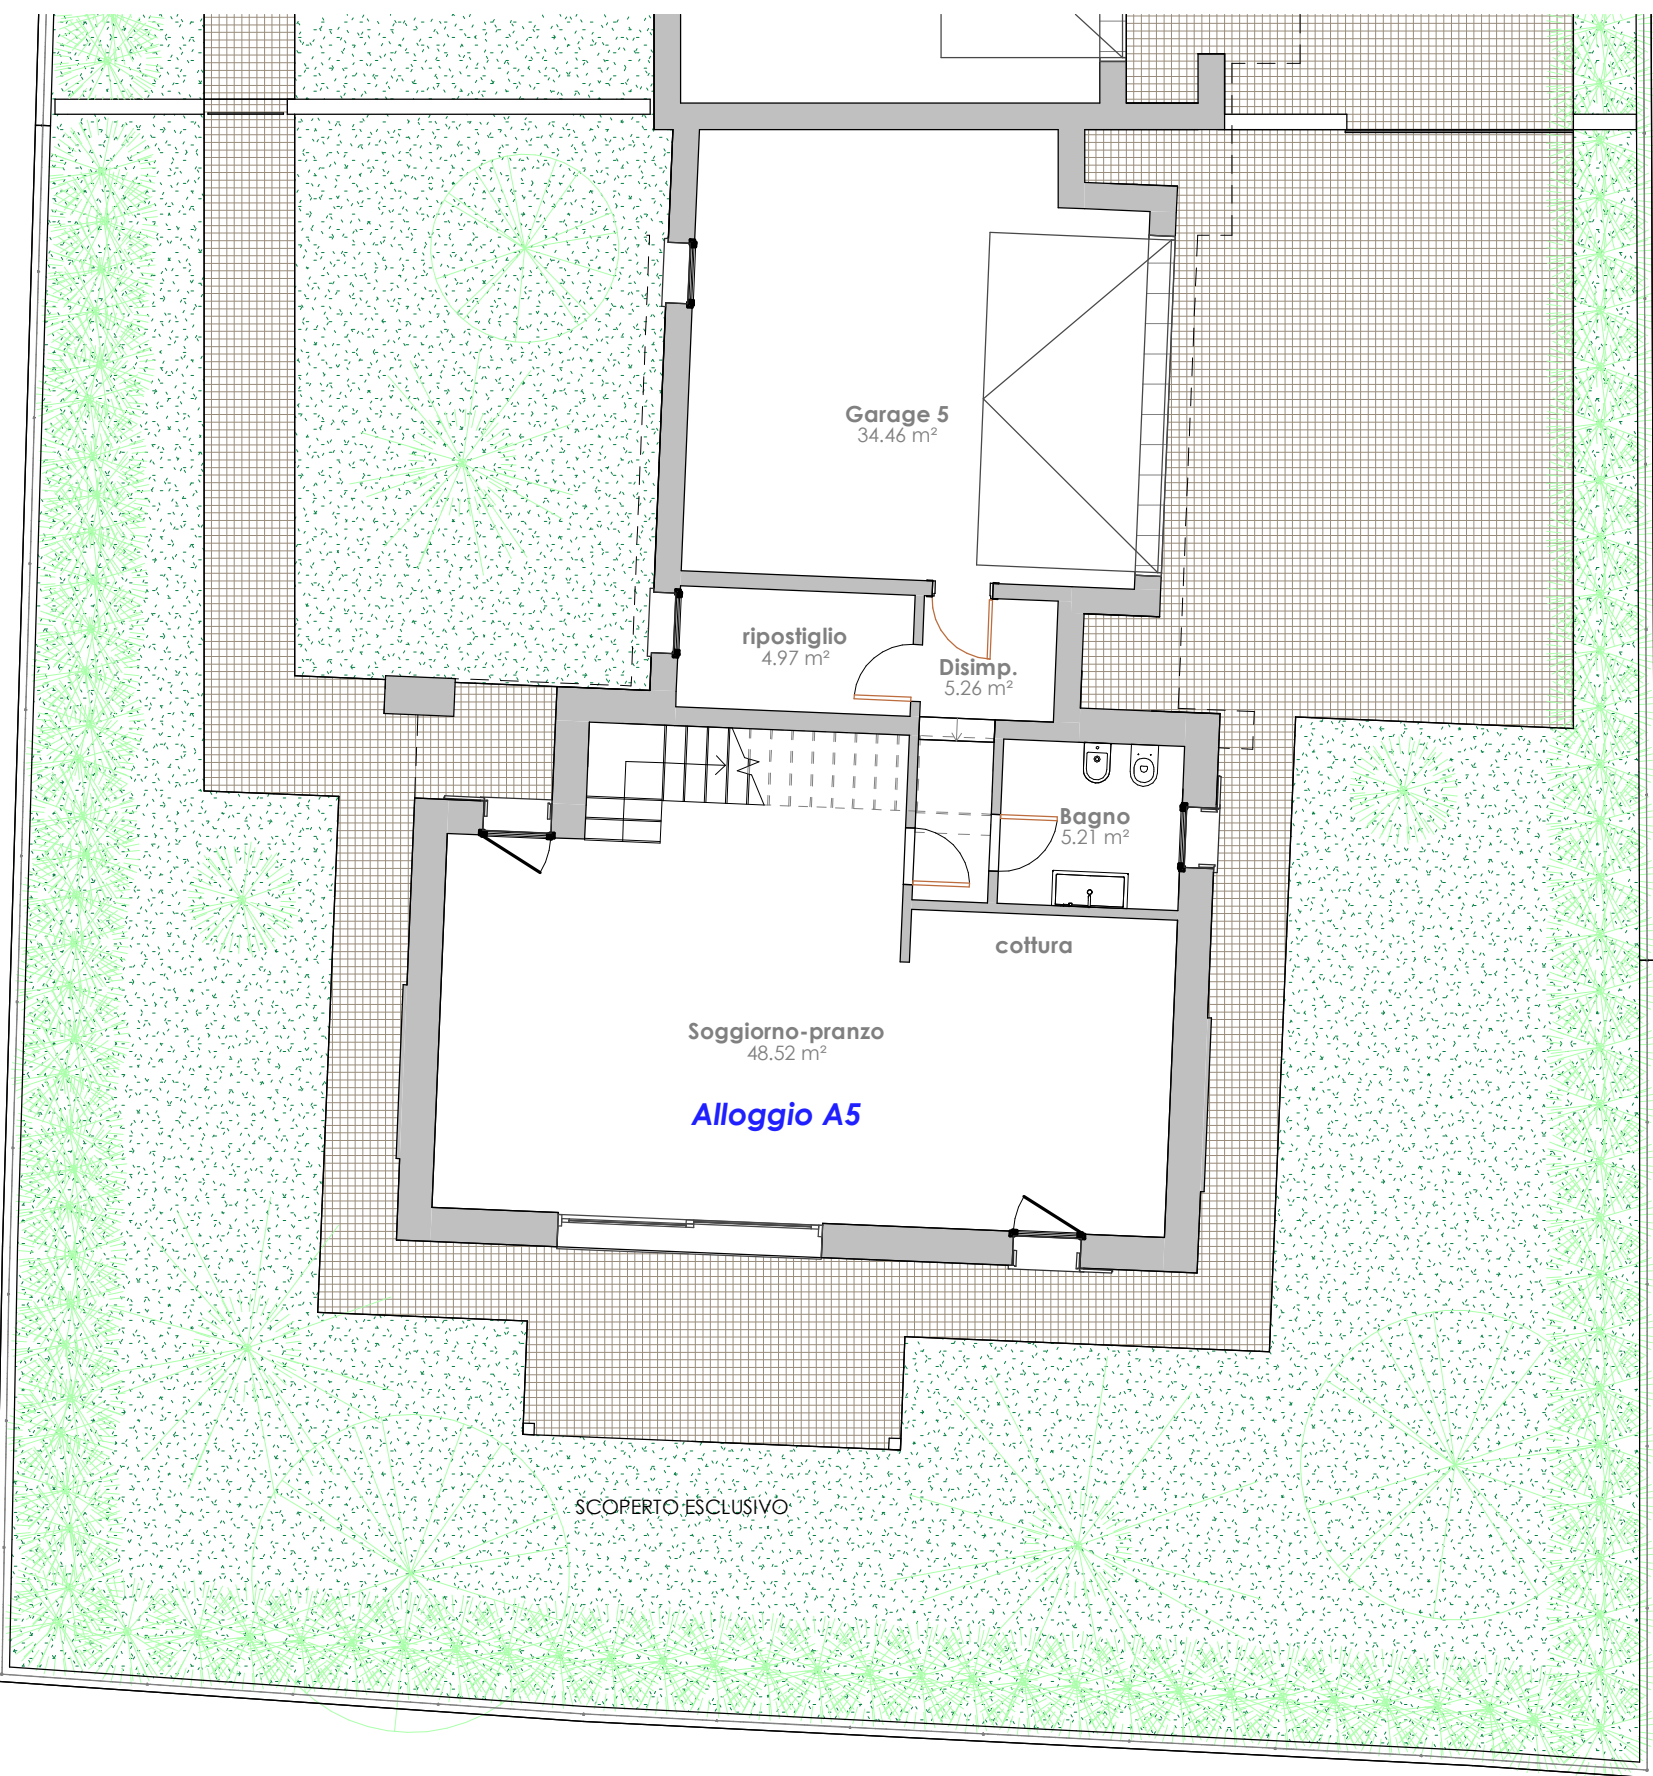 Garage 5
34.46 m²
ripostiglio
4.97 m²
Disimp.
5.26 m²
Bagno
5.21 m²
cottura
Soggiorno-pranzo
48.52 m²
Alloggio A5
SCOPERTO ESCLUSIVO